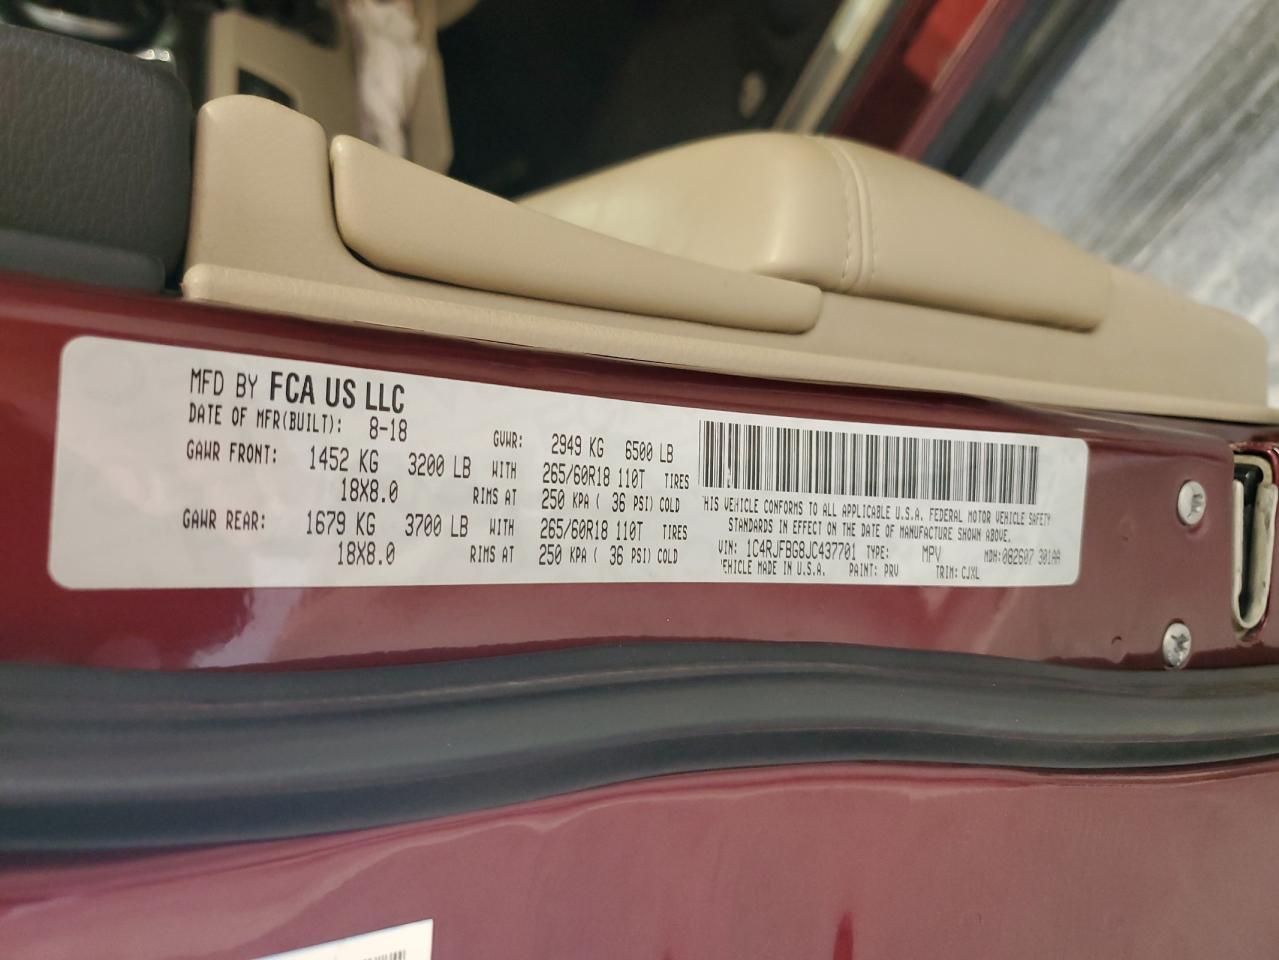 MFD BY FCA US LLC
DATE OF MFR(BUILT): 8-18
GVWR: 2949 KG 6500 LB
GAWR FRONT: 1452 KG 3200 LB WITH 265/60R18 110T TIRES
18X8.0 RIMS AT 250 KPA ( 36 PSI) COLD
GAWR REAR: 1679 KG 3700 LB WITH 265/60R18 110T TIRES
18X8.0 RIMS AT 250 KPA ( 36 PSI) COLD
HIS VEHICLE CONFORMS TO ALL APPLICABLE U.S.A. FEDERAL MOTOR VEHICLE SAFETY
STANDARDS IN EFFECT ON THE DATE OF MANUFACTURE SHOWN ABOVE.
VIN: 1C4RJFBG8JC437701 TYPE: MPV MDH:082607 301AA
EHICLE MADE IN U.S.A. PAINT: PRV TRIM: CJXL